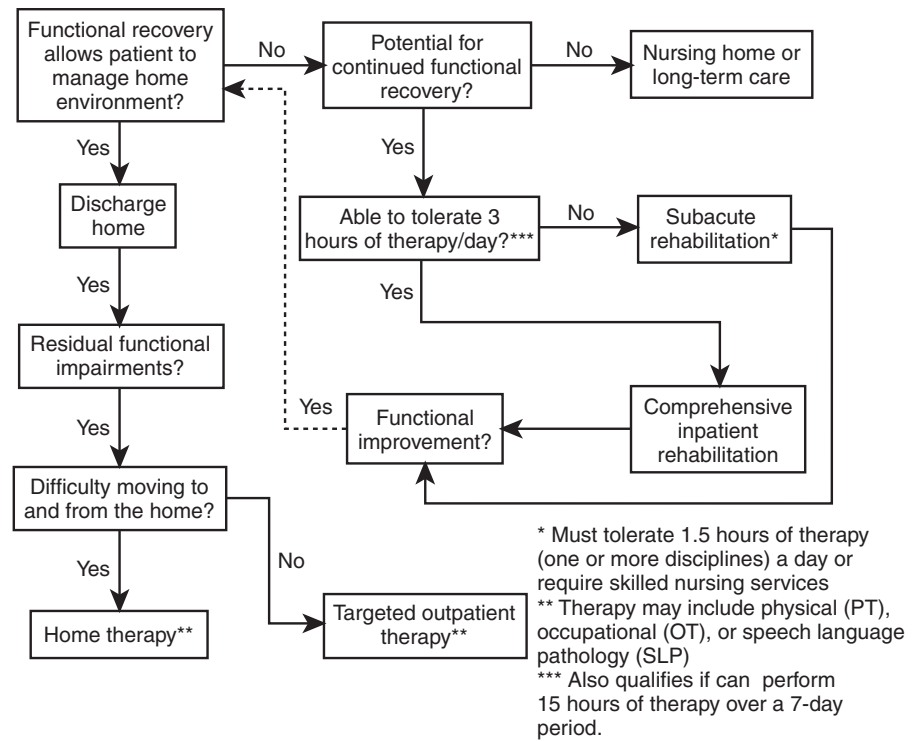 Functional recovery
allows patient to
manage home
environment?
No
Potential for
continued functional
recovery?
No
Nursing home or
long-term care
Yes
Yes
Discharge
home
Able to tolerate 3
hours of therapy/day?***
No
Subacute
rehabilitation*
Yes
Yes
Residual functional
impairments?
Yes
Functional
improvement?
Comprehensive
inpatient
rehabilitation
Yes
Difficulty moving to
and from the home?
Yes
No
Home therapy**
Targeted outpatient
therapy**
* Must tolerate 1.5 hours of therapy
(one or more disciplines) a day or
require skilled nursing services
** Therapy may include physical (PT),
occupational (OT), or speech language
pathology (SLP)
*** Also qualifies if can perform
15 hours of therapy over a 7-day
period.